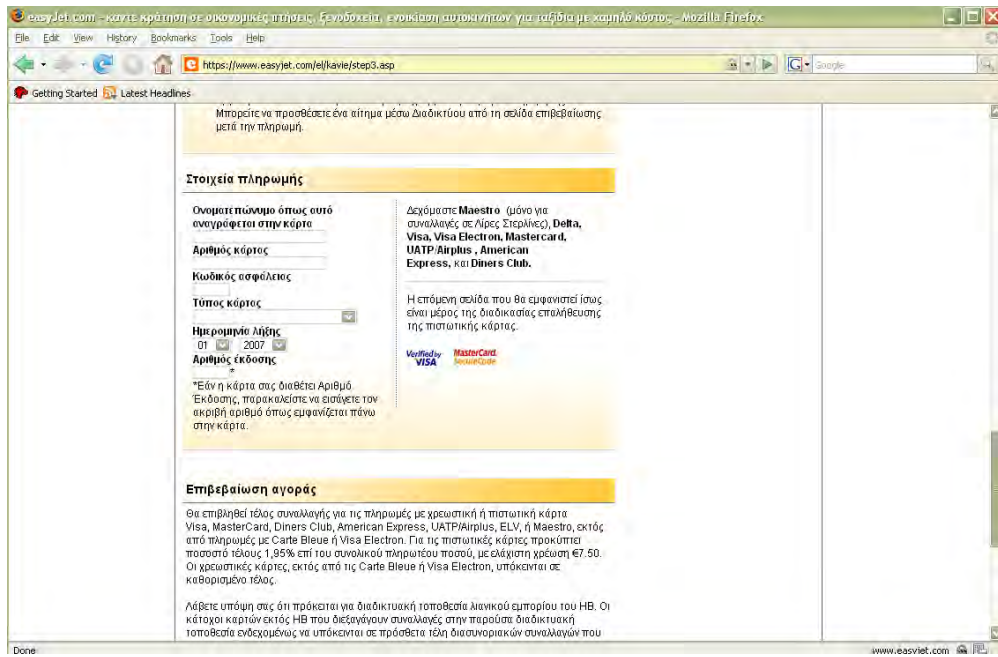 easyJet.com - κάντε κράτηση σε οικονομικές πτήσεις, ξενοδοχεία, ενοικίαση αυτοκινήτων για ταξίδια με χαμηλό κόστος - Mozilla Firefox
File Edit View History Bookmarks Tools Help
https://www.easyjet.com/el/kavie/step3.asp
Google
Getting Started Latest Headlines
Μπορείτε να προσθέσετε ένα αίτημα μέσω Διαδικτύου από τη σελίδα επιβεβαίωσης
μετά την πληρωμή.
Στοιχεία πληρωμής
Ονοματεπώνυμο όπως αυτό
αναγράφεται στην κάρτα
Αριθμός κάρτας
Κωδικός ασφάλειας
Τύπος κάρτας
Ημερομηνία λήξης
01 2007
Αριθμός έκδοσης
*
*Εάν η κάρτα σας διαθέτει Αριθμό
Έκδοσης, παρακαλείστε να εισάγετε τον
ακριβή αριθμό όπως εμφανίζεται πάνω
στην κάρτα.
Δεχόμαστε Maestro (μόνο για
συναλλαγές σε Λίρες Στερλίνες), Delta,
Visa, Visa Electron, Mastercard,
UATP/Airplus , American
Express, και Diners Club.
Η επόμενη σελίδα που θα εμφανιστεί ίσως
είναι μέρος της διαδικασίας επαλήθευσης
της πιστωτικής κάρτας.
Verified by VISA
MasterCard. SecureCode.
Επιβεβαίωση αγοράς
Θα επιβληθεί τέλος συναλλαγής για τις πληρωμές με χρεωστική ή πιστωτική κάρτα
Visa, MasterCard, Diners Club, American Express, UATP/Airplus, ELV, ή Maestro, εκτός
από πληρωμές με Carte Bleue ή Visa Electron. Για τις πιστωτικές κάρτες προκύπτει
ποσοστό τέλους 1,95% επί του συνολικού πληρωτέου ποσού, με ελάχιστη χρέωση €7.50.
Οι χρεωστικές κάρτες, εκτός από τις Carte Bleue ή Visa Electron, υπόκεινται σε
καθορισμένο τέλος.
Λάβετε υπόψη σας ότι πρόκειται για διαδικτυακή τοποθεσία λιανικού εμπορίου του ΗΒ. Οι
κάτοχοι καρτών εκτός ΗΒ που διεξαγάγουν συναλλαγές στην παρούσα διαδικτυακή
τοποθεσία ενδεχομένως να υπόκεινται σε πρόσθετα τέλη διασυνοριακών συναλλαγών που
Done www.easyjet.com